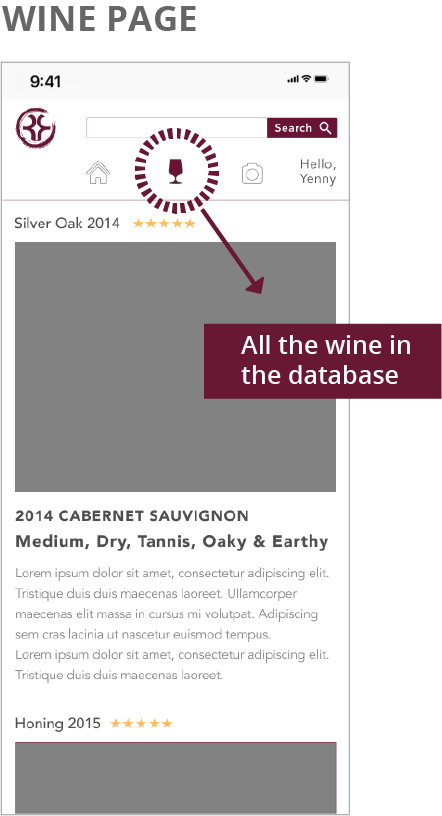 WINE PAGE
9:41
Search
Hello,
Yenny
Silver Oak 2014
All the wine in
the database
2014 CABERNET SAUVIGNON
Medium, Dry, Tannis, Oaky & Earthy
Lorem ipsum dolor sit amet, consectetur adipiscing elit.
Tristique duis duis maecenas laoreet. Ullamcorper
maecenas elit massa in cursus mi volutpat. Adipiscing
sem cras lacinia ut nascetur euismod tempus.
Lorem ipsum dolor sit amet, consectetur adipiscing elit.
Tristique duis duis maecenas laoreet.
Honing 2015